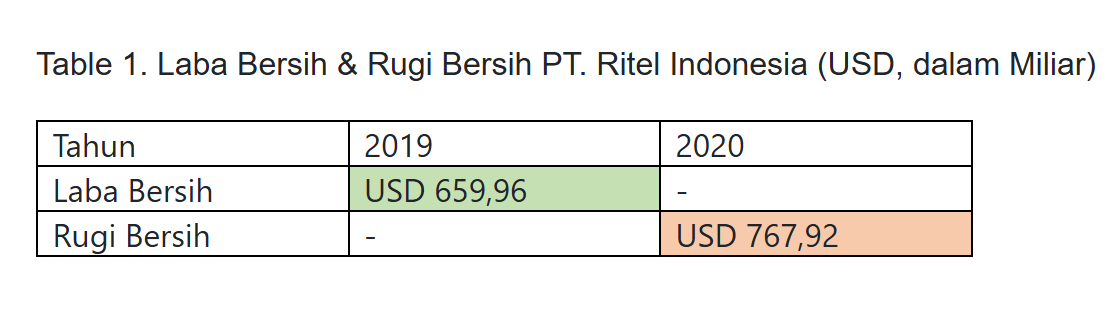 Table 1. Laba Bersih & Rugi Bersih PT. Ritel Indonesia (USD, dalam Miliar)
Tahun 2019 2020
Laba Bersih USD 659,96 -
Rugi Bersih - USD 767,92